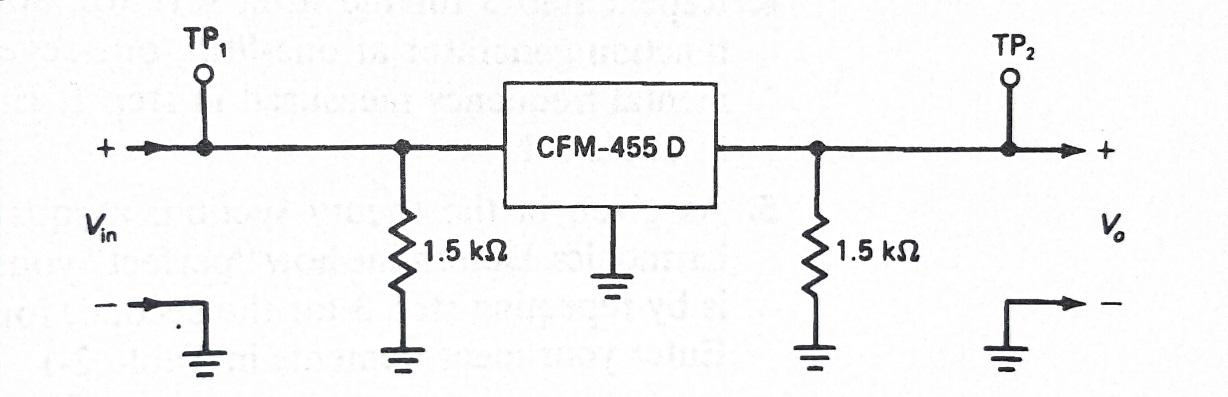 TP₁
TP₂
+
CFM-455 D
+
Vin
1.5 kΩ
1.5 kΩ
Vo
−
−